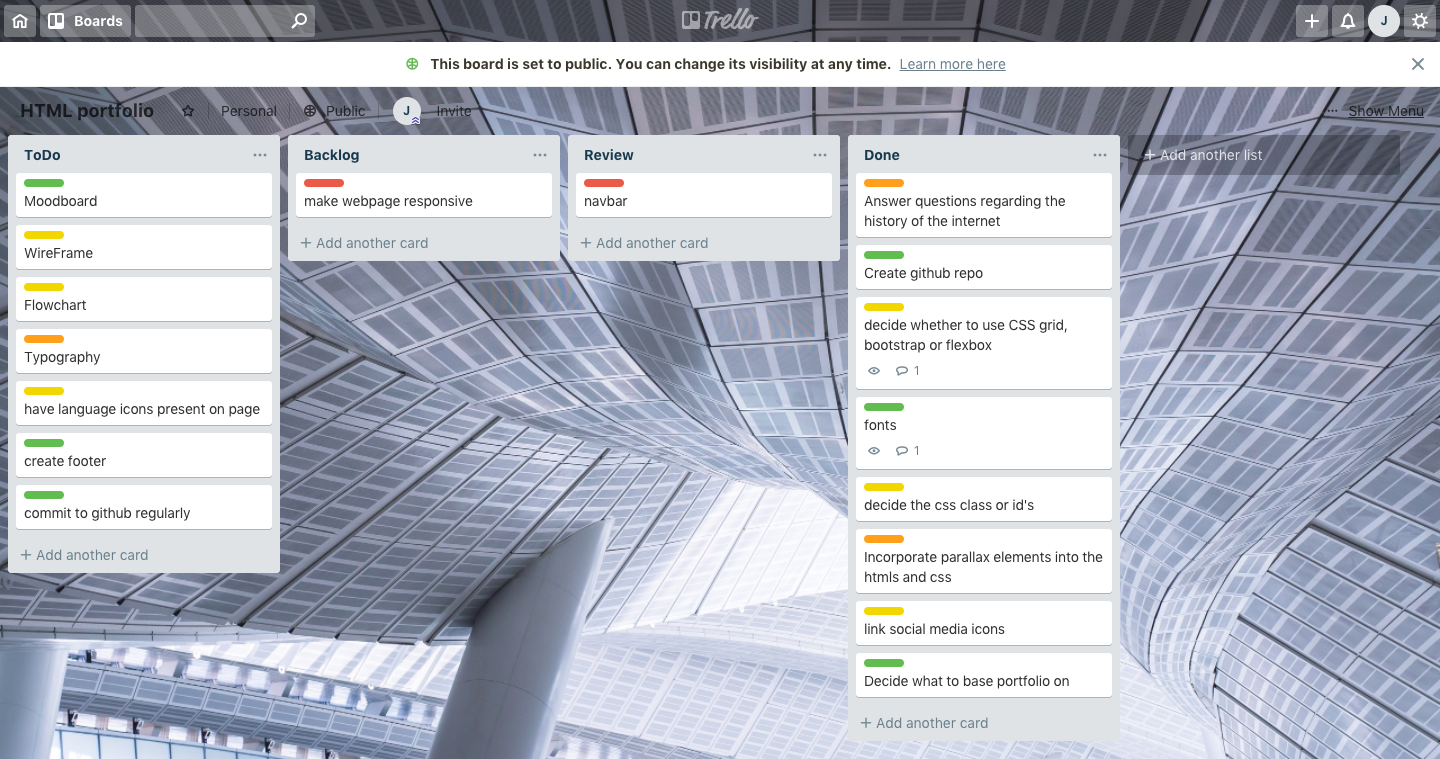 Boards
Trello
J
This board is set to public. You can change its visibility at any time. Learn more here
HTML portfolio
Personal
Public
J
Invite
Show Menu
ToDo
Moodboard
WireFrame
Flowchart
Typography
have language icons present on page
create footer
commit to github regularly
+ Add another card
Backlog
make webpage responsive
+ Add another card
Review
navbar
+ Add another card
Done
Answer questions regarding the
history of the internet
Create github repo
decide whether to use CSS grid,
bootstrap or flexbox
1
fonts
1
decide the css class or id's
Incorporate parallax elements into the
htmls and css
link social media icons
Decide what to base portfolio on
+ Add another card
+ Add another list